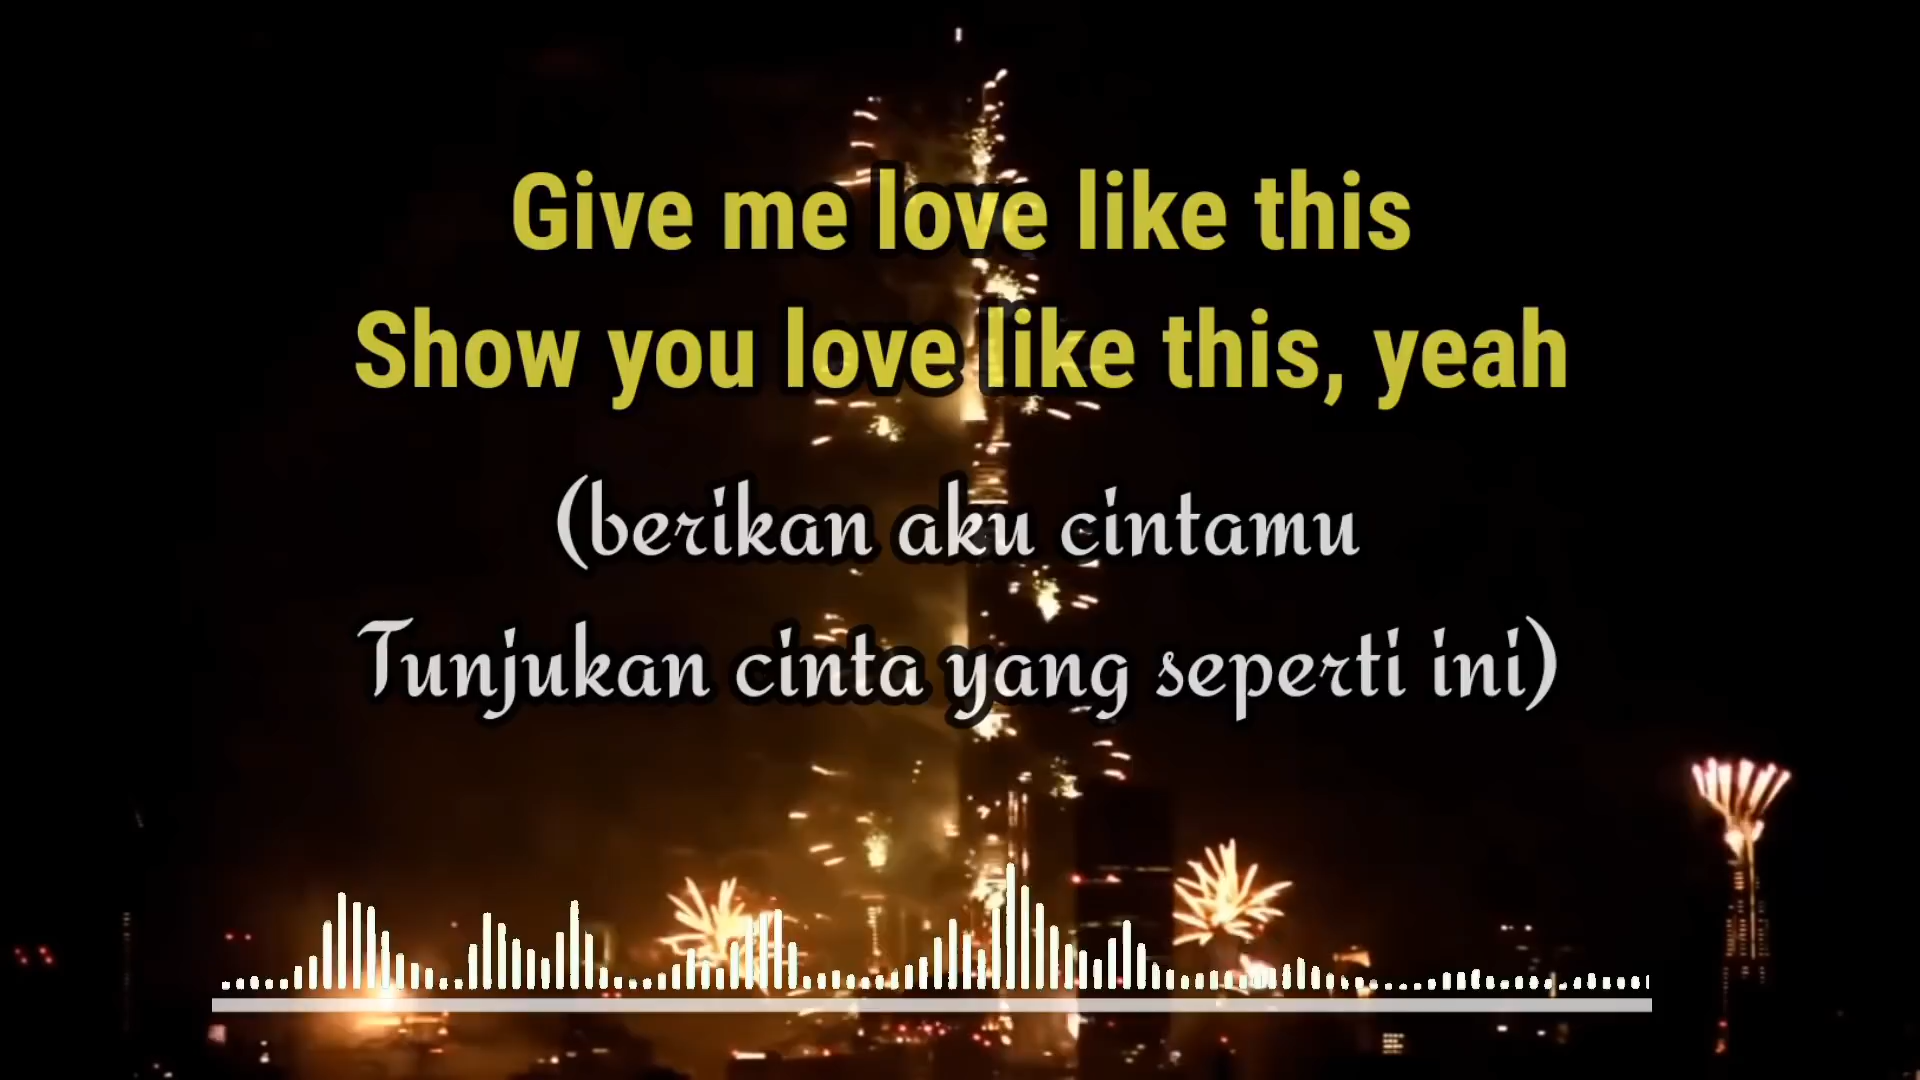 Give me love like this
Show you love like this, yeah
(berikan aku cintamu
Tunjukan cinta yang seperti ini)